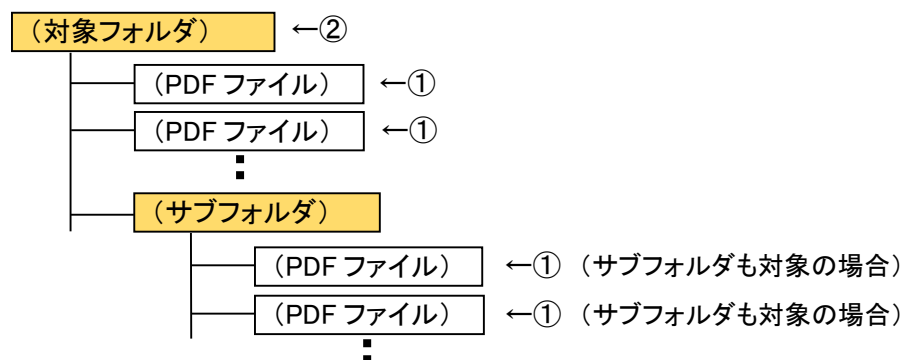 （対象フォルダ） ←②
（PDF ファイル） ←①
（PDF ファイル） ←①
（サブフォルダ）
（PDF ファイル） ←①（サブフォルダも対象の場合）
（PDF ファイル） ←①（サブフォルダも対象の場合）